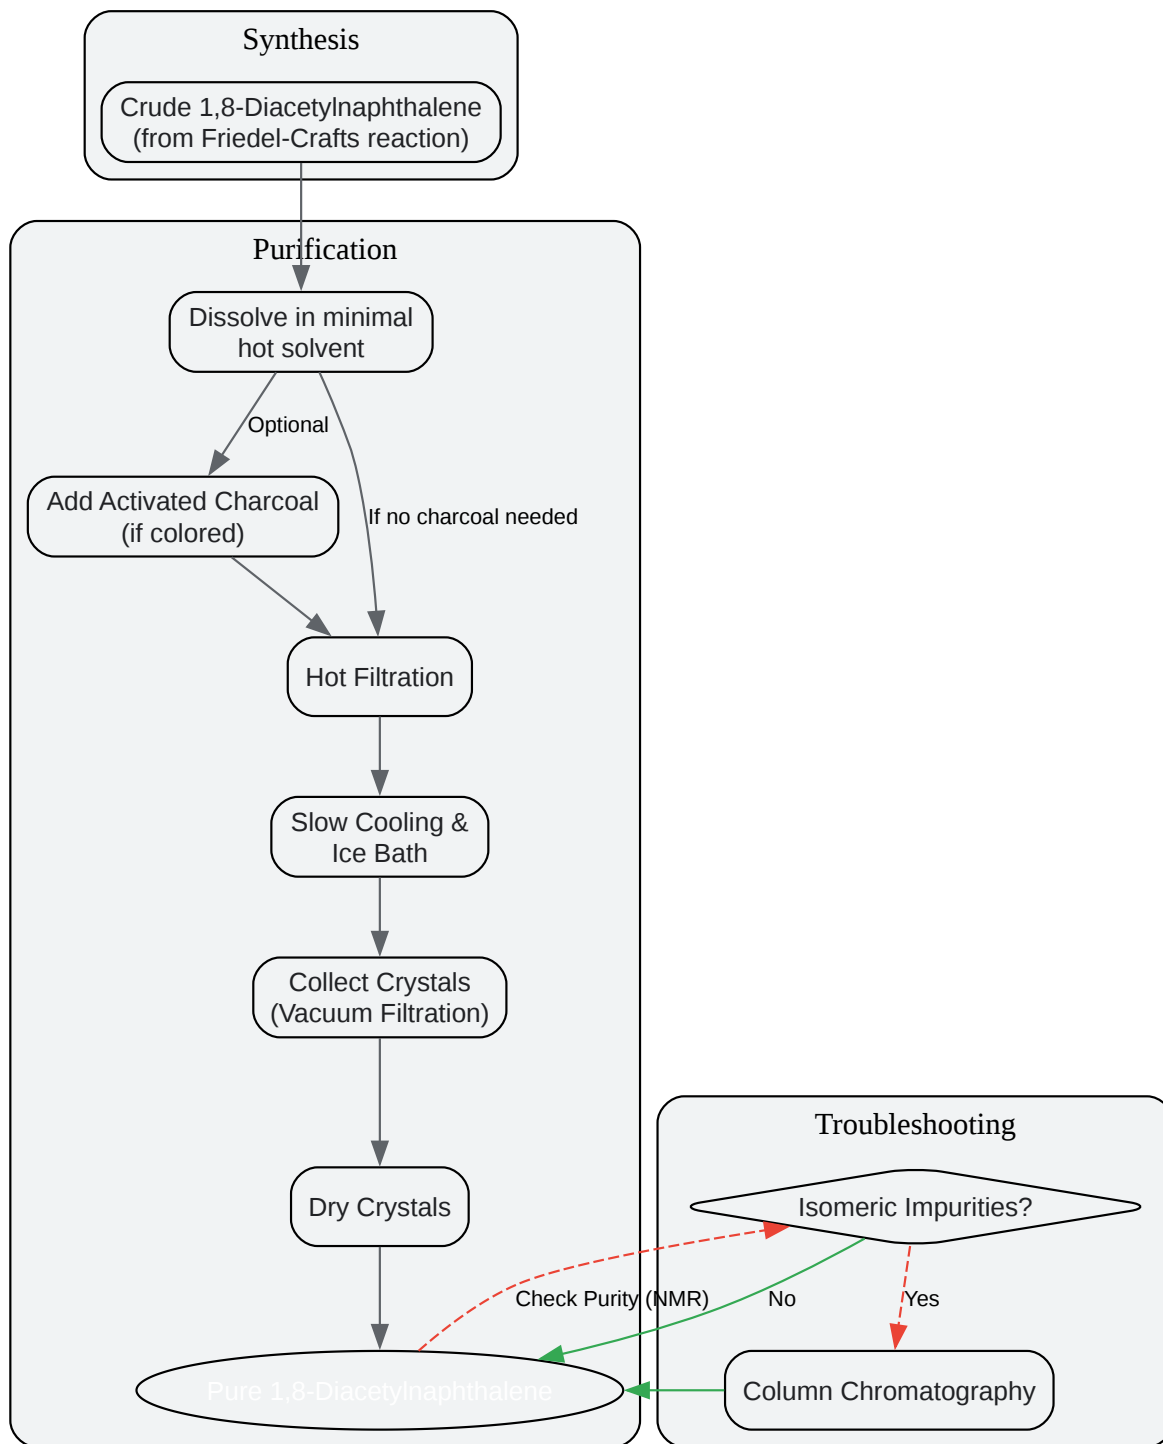 Synthesis
Crude 1,8-Diacetylnaphthalene
(from Friedel-Crafts reaction)
Purification
Dissolve in minimal
hot solvent
Optional
Add Activated Charcoal
(if colored)
If no charcoal needed
Hot Filtration
Slow Cooling &
Ice Bath
Collect Crystals
(Vacuum Filtration)
Dry Crystals
Troubleshooting
Isomeric Impurities?
Check Purity (NMR)
No
Yes
Pure 1,8-Diacetylnaphthalene
Column Chromatography